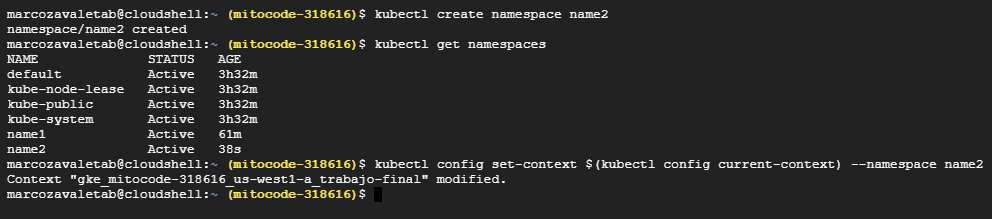 marcozavaletab@cloudshell:~ (mitocode-318616)$ kubectl create namespace name2
namespace/name2 created
marcozavaletab@cloudshell:~ (mitocode-318616)$ kubectl get namespaces
NAME STATUS AGE
default Active 3h32m
kube-node-lease Active 3h32m
kube-public Active 3h32m
kube-system Active 3h32m
name1 Active 61m
name2 Active 38s
marcozavaletab@cloudshell:~ (mitocode-318616)$ kubectl config set-context $(kubectl config current-context) --namespace name2
Context "gke_mitocode-318616_us-west1-a_trabajo-final" modified.
marcozavaletab@cloudshell:~ (mitocode-318616)$